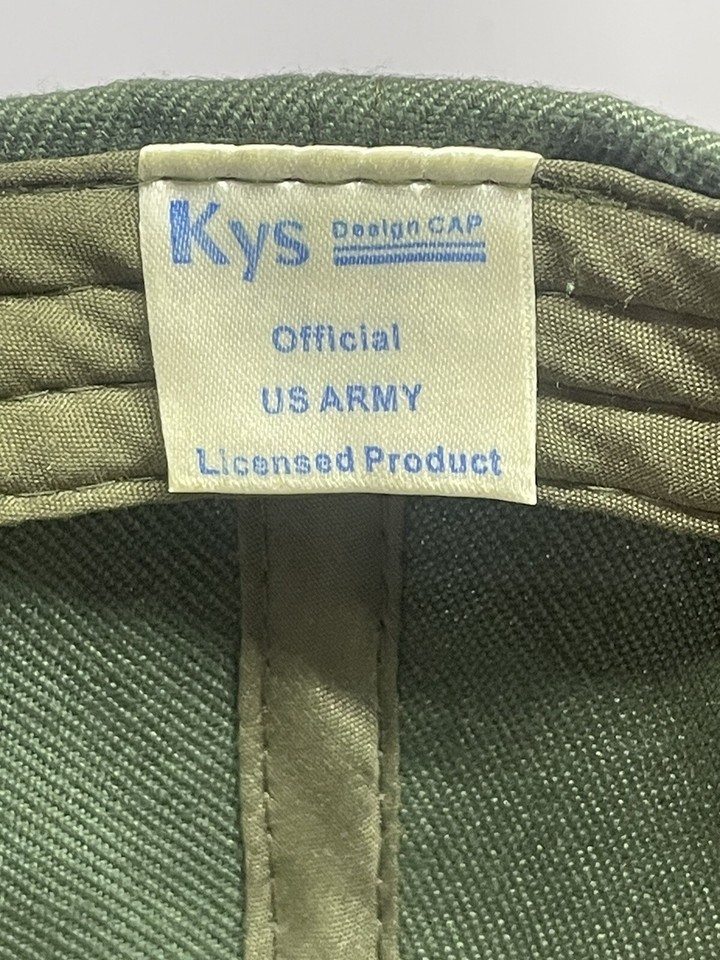 Kys Design CAP
Official
US ARMY
Licensed Product